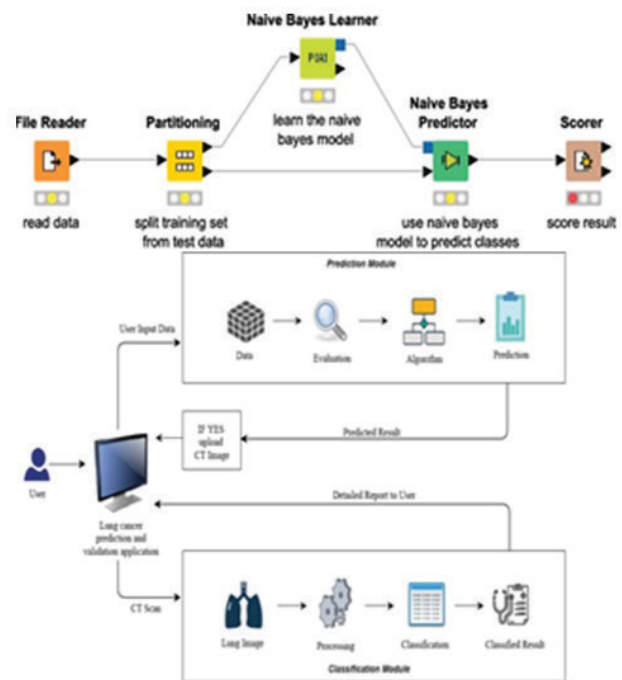 Naive Bayes Learner
learn the naive
bayes model
File Reader
read data
Partitioning
split training set
from test data
Naive Bayes
Predictor
use naive bayes
model to predict classes
Scorer
score result
Prediction Module
User Input Data
Data
Evaluation
Algorithm
Prediction
IF YES
upload
CT Image
Predicted Result
User
Lung cancer
prediction and
validation application
Detailed Report to User
CT Scan
Lung Image
Processing
Classification
Classified Result
Classification Module